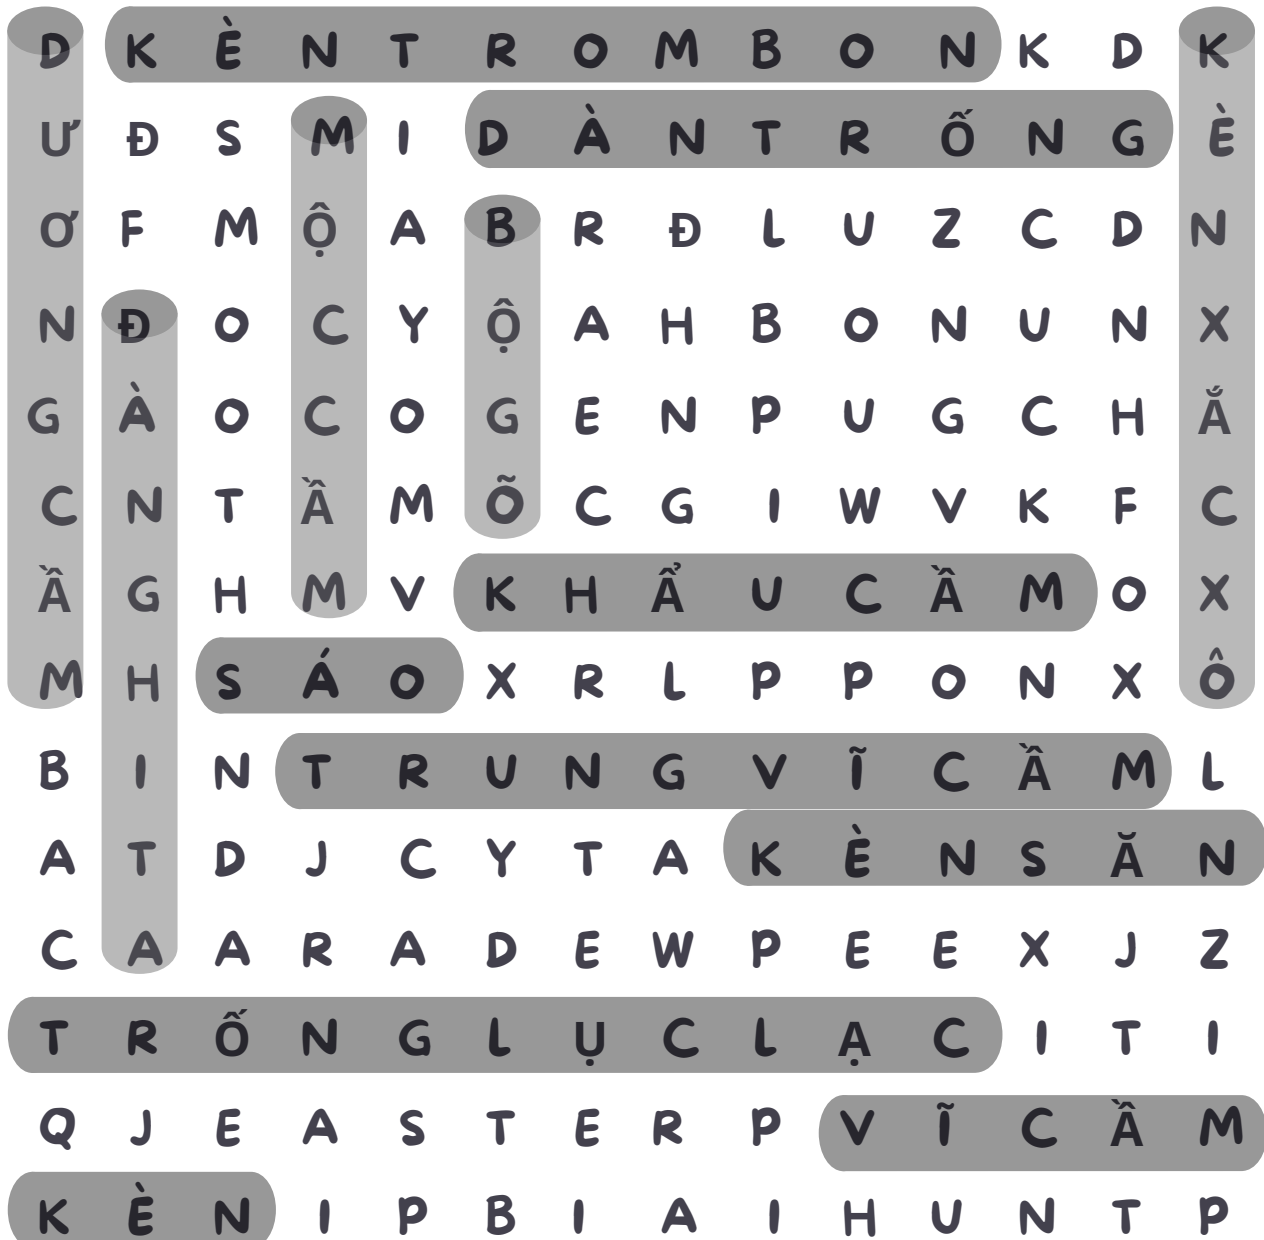 D K È N T R O M B O N K D K
Ư Đ S M I D À N T R Ố N G È
Ơ F M Ộ A B R Đ L U Z C D N
N Đ O C Y Ộ A H B O N U N X
G À O C O G E N P U G C H Ắ
C N T Ầ M Õ C G I W V K F C
Ầ G H M V K H Ẩ U C Ầ M O X
M H S Á O X R L P P O N X Ô
B I N T R U N G V Ĩ C Ầ M L
A T D J C Y T A K È N S Ă N
C A A R A D E W P E E X J Z
T R Ố N G L Ụ C L Ạ C I T I
Q J E A S T E R P V Ĩ C Ầ M
K È N I P B I A I H U N T P